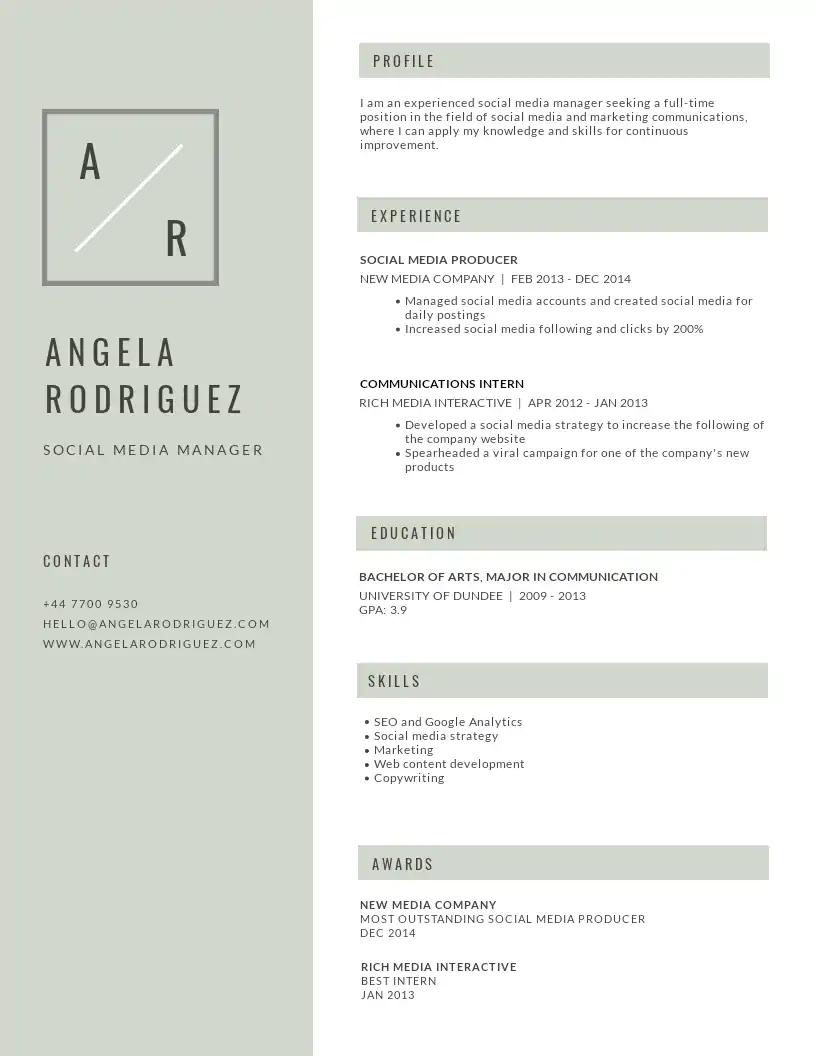 A
R
ANGELA
RODRIGUEZ
SOCIAL MEDIA MANAGER
CONTACT
+44 7700 9530
HELLO@ANGELARODRIGUEZ.COM
WWW.ANGELARODRIGUEZ.COM
PROFILE
I am an experienced social media manager seeking a full-time
position in the field of social media and marketing communications,
where I can apply my knowledge and skills for continuous
improvement.
EXPERIENCE
SOCIAL MEDIA PRODUCER
NEW MEDIA COMPANY | FEB 2013 - DEC 2014
• Managed social media accounts and created social media for
daily postings
• Increased social media following and clicks by 200%
COMMUNICATIONS INTERN
RICH MEDIA INTERACTIVE | APR 2012 - JAN 2013
• Developed a social media strategy to increase the following of
the company website
• Spearheaded a viral campaign for one of the company's new
products
EDUCATION
BACHELOR OF ARTS, MAJOR IN COMMUNICATION
UNIVERSITY OF DUNDEE | 2009 - 2013
GPA: 3.9
SKILLS
• SEO and Google Analytics
• Social media strategy
• Marketing
• Web content development
• Copywriting
AWARDS
NEW MEDIA COMPANY
MOST OUTSTANDING SOCIAL MEDIA PRODUCER
DEC 2014
RICH MEDIA INTERACTIVE
BEST INTERN
JAN 2013